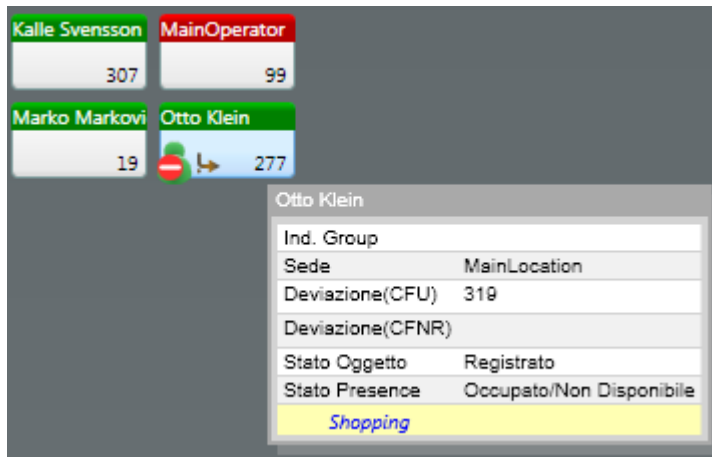 Kalle Svensson MainOperator
307 99
Marko Markovi Otto Klein
19 277
Otto Klein
Ind. Group
Sede MainLocation
Deviazione(CFU) 319
Deviazione(CFNR)
Stato Oggetto Registrato
Stato Presence Occupato/Non Disponibile
Shopping